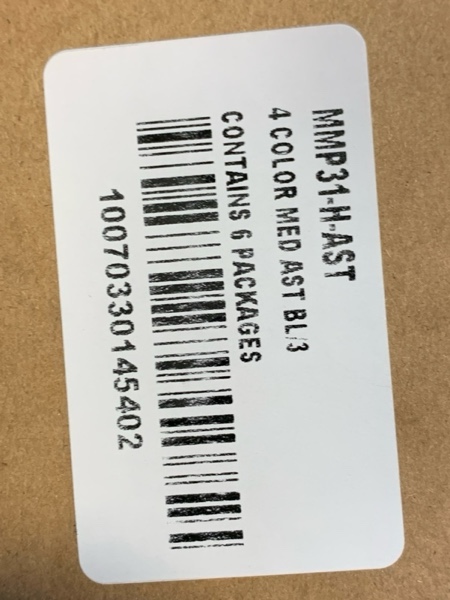 MMP31-H-AST
4 COLOR MED AST BL/3
CONTAINS 6 PACKAGES
10070330145402